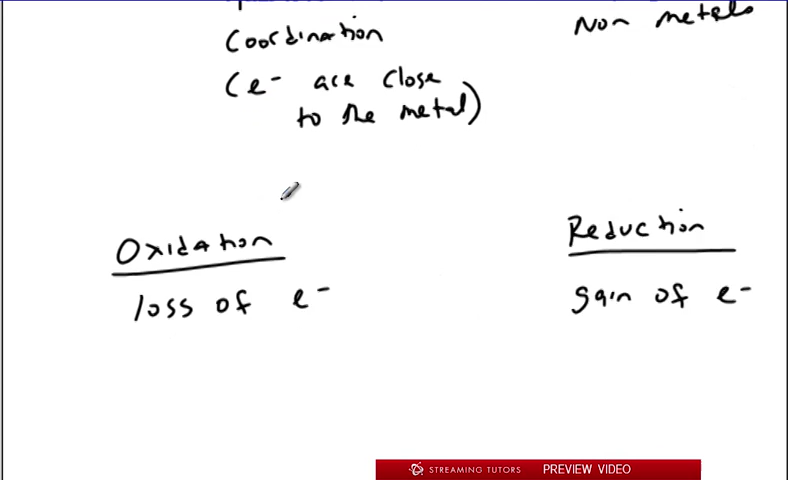 Non metals
Coordination
(e- are close
to the metal)
Oxidation
Reduction
loss of e-
gain of e-
STREAMING TUTORS PREVIEW VIDEO